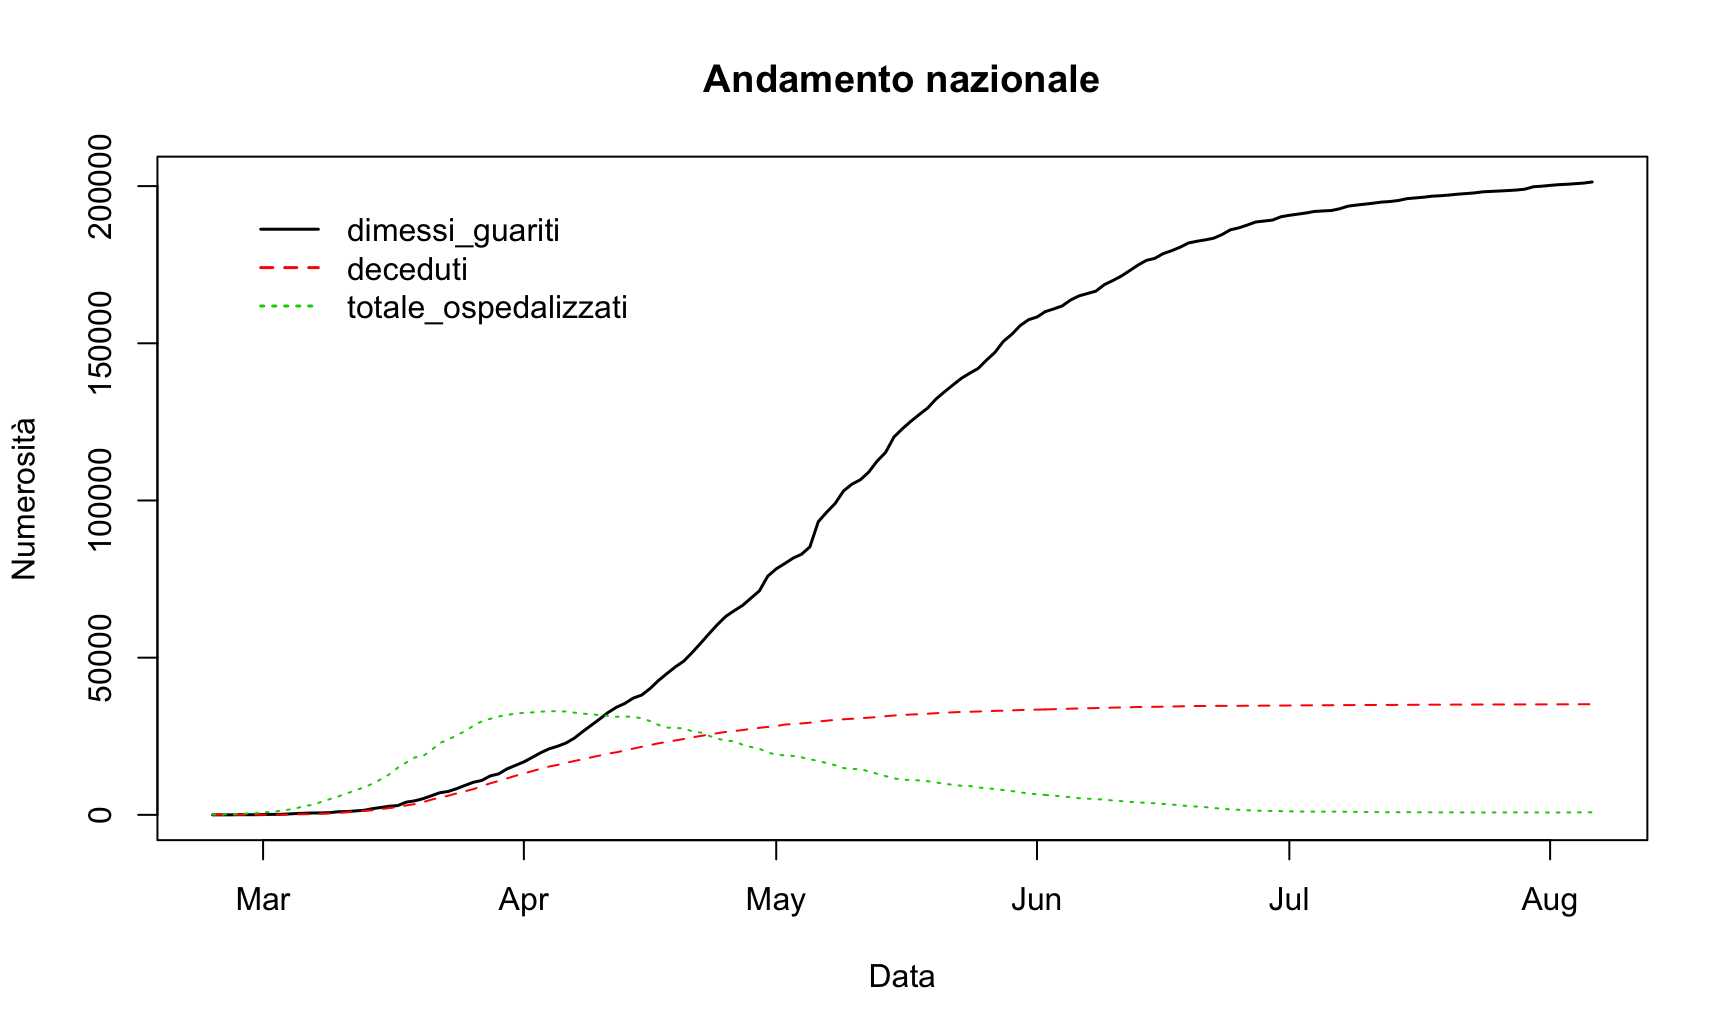 Andamento nazionale
dimessi_guariti
deceduti
totale_ospedalizzati
Numerosità
200000
150000
100000
50000
0
Mar Apr May Jun Jul Aug
Data